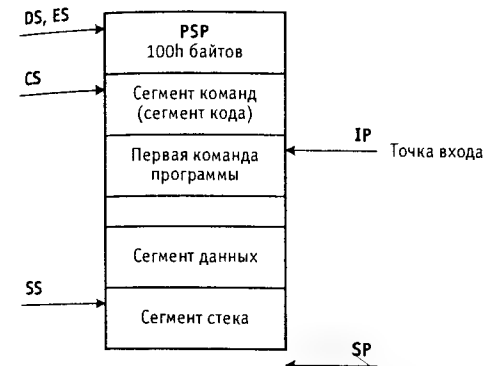 DS, ES
PSP
100h байтов
CS
Сегмент команд
(сегмент кода)
IP
Точка входа
Первая команда
программы
Сегмент данных
SS
Сегмент стека
SP